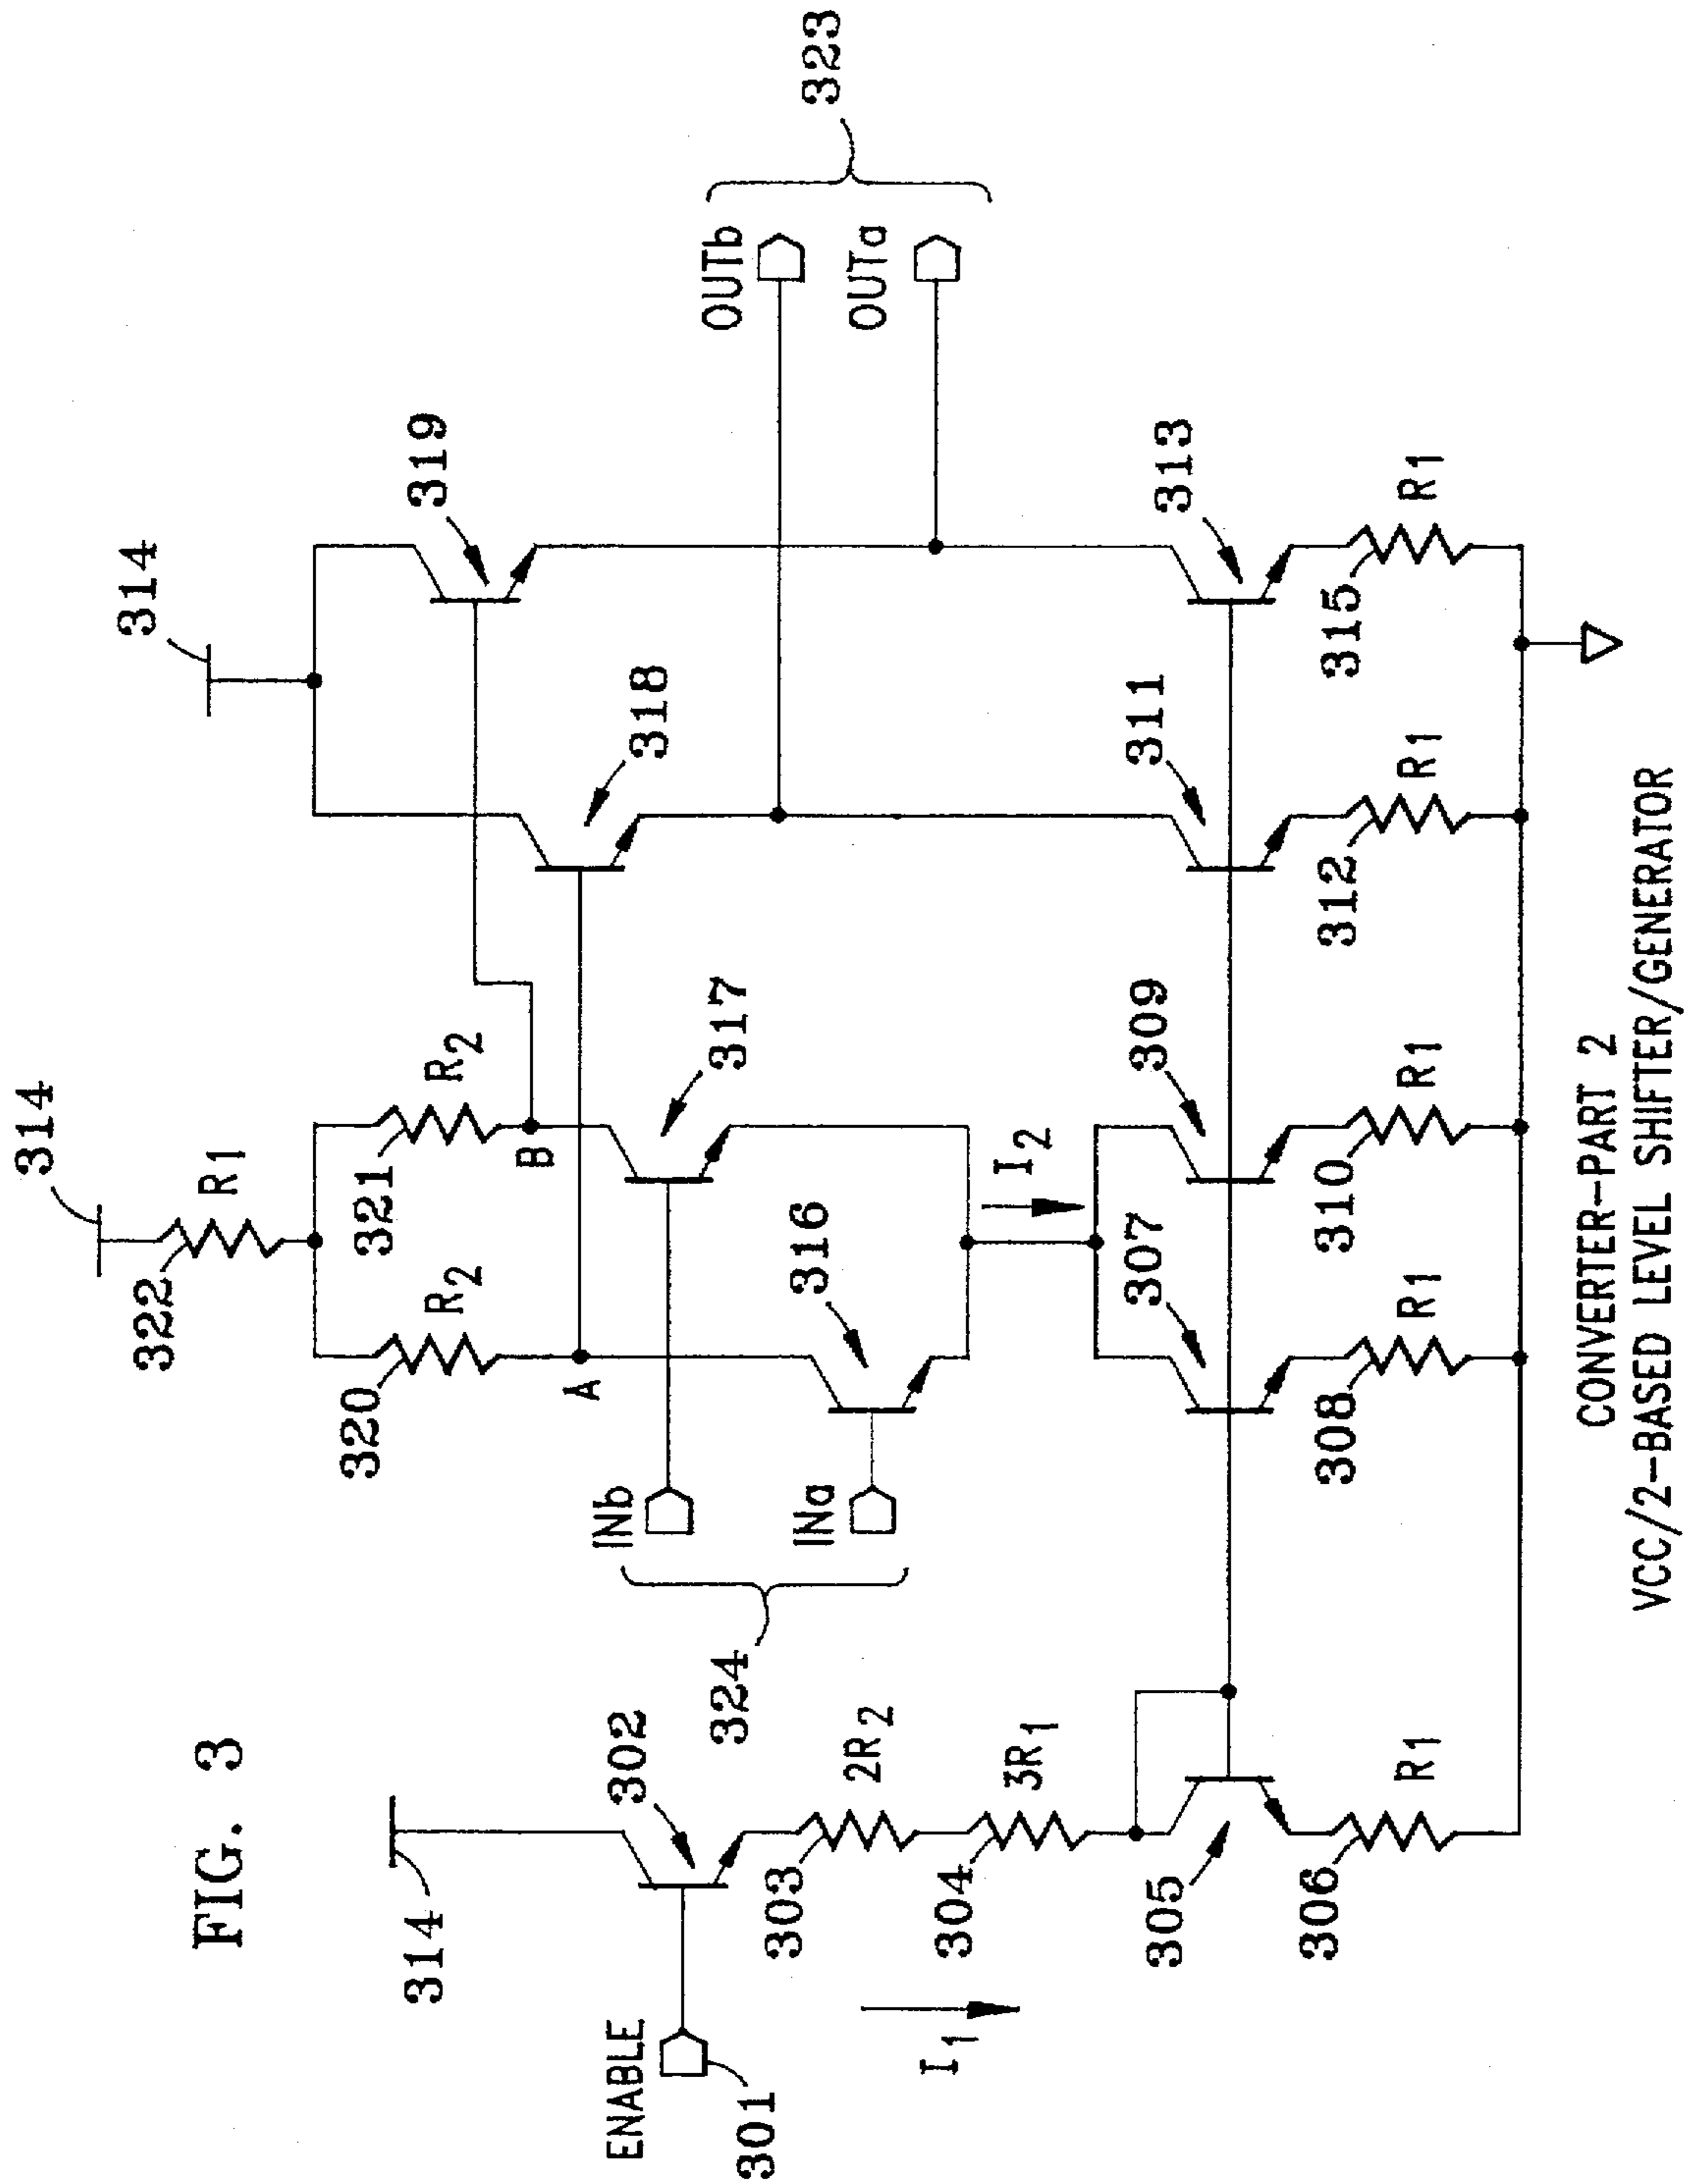 FIG. 3
314
322
R1
314
319
314
320
R2
321
R2
318
ENABLE
301
302
INb
INa
324
A
B
317
316
OUTb
OUTa
323
I1
303
2R2
304
3R1
I2
305
307
309
311
313
306
R1
308
R1
310
R1
312
R1
315
R1
CONVERTER-PART 2
VCC/2-BASED LEVEL SHIFTER/GENERATOR